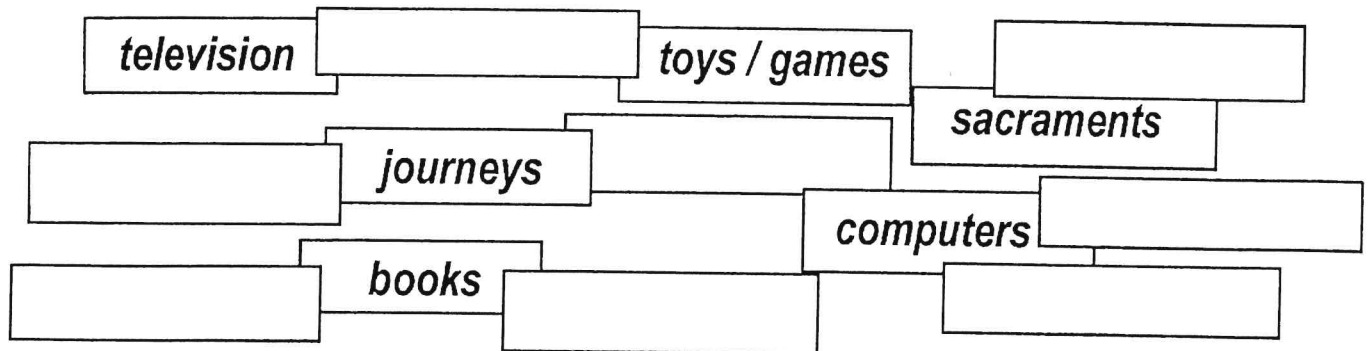 television
toys / games
sacraments
journeys
computers
books